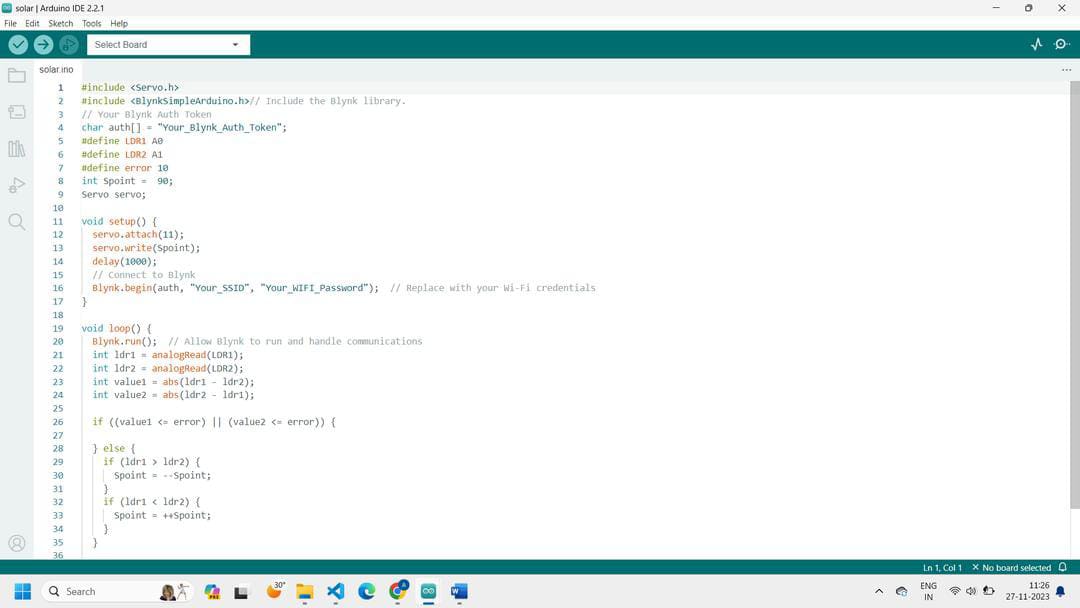 solar | Arduino IDE 2.2.1
File Edit Sketch Tools Help
Select Board
solar.ino
1 #include <Servo.h>
2 #include <BlynkSimpleArduino.h>// Include the Blynk library.
3 // Your Blynk Auth Token
4 char auth[] = "Your_Blynk_Auth_Token";
5 #define LDR1 A0
6 #define LDR2 A1
7 #define error 10
8 int Spoint =  90;
9 Servo servo;
10
11 void setup() {
12   servo.attach(11);
13   servo.write(Spoint);
14   delay(1000);
15   // Connect to Blynk
16   Blynk.begin(auth, "Your_SSID", "Your_WIFI_Password");  // Replace with your Wi-Fi credentials
17 }
18
19 void loop() {
20   Blynk.run();  // Allow Blynk to run and handle communications
21   int ldr1 = analogRead(LDR1);
22   int ldr2 = analogRead(LDR2);
23   int value1 = abs(ldr1 - ldr2);
24   int value2 = abs(ldr2 - ldr1);
25
26   if ((value1 <= error) || (value2 <= error)) {
27
28   } else {
29     if (ldr1 > ldr2) {
30       Spoint = --Spoint;
31     }
32     if (ldr1 < ldr2) {
33       Spoint = ++Spoint;
34     }
35   }
36
Ln 1, Col 1 × No board selected
Search
PRE
30°
ENG
IN
11:26
27-11-2023